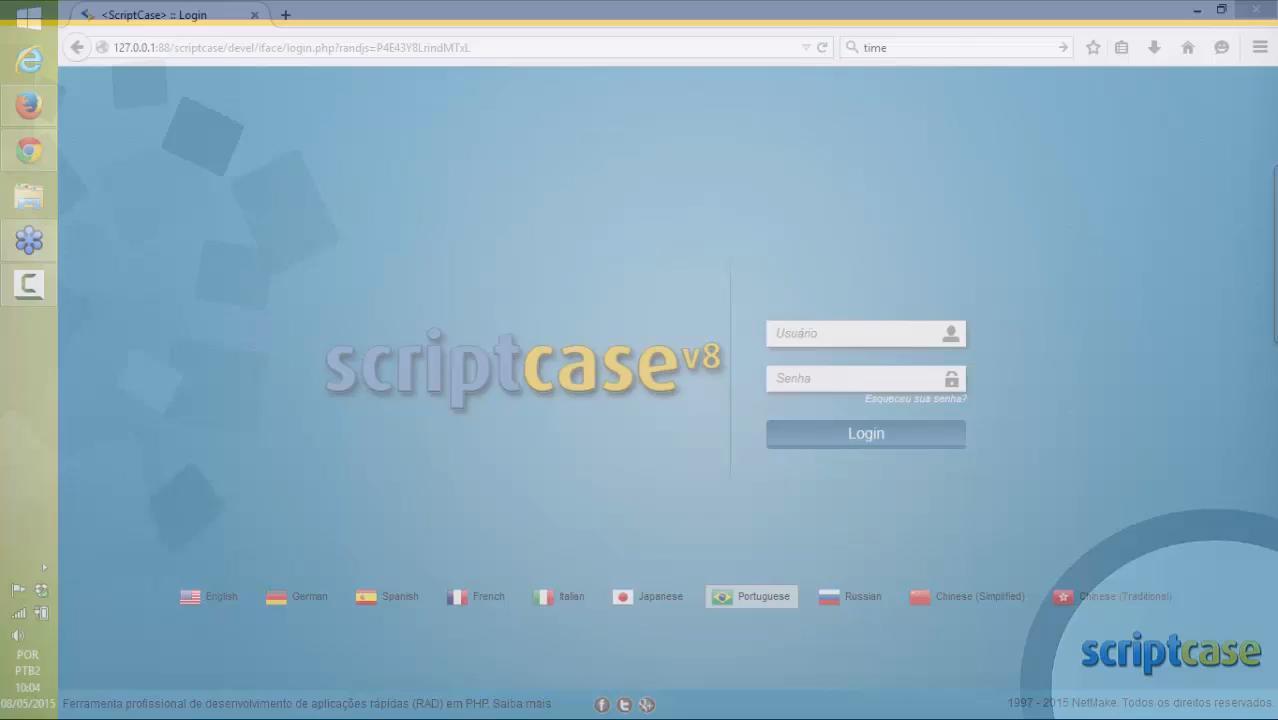 <ScriptCase> :: Login
127.0.0.1:88/scriptcase/devel/iface/login.php?randjs=P4E43Y8LrindMTxL
time
scriptcase v8
Usuário
Senha
Esqueceu sua senha?
Login
English German Spanish French Italian Japanese Portuguese Russian Chinese (Simplified) Chinese (Traditional)
scriptcase
POR
PTB2
10:04
08/05/2015
Ferramenta profissional de desenvolvimento de aplicações rápidas (RAD) em PHP. Saiba mais
1997 - 2015 NetMake. Todos os direitos reservados.